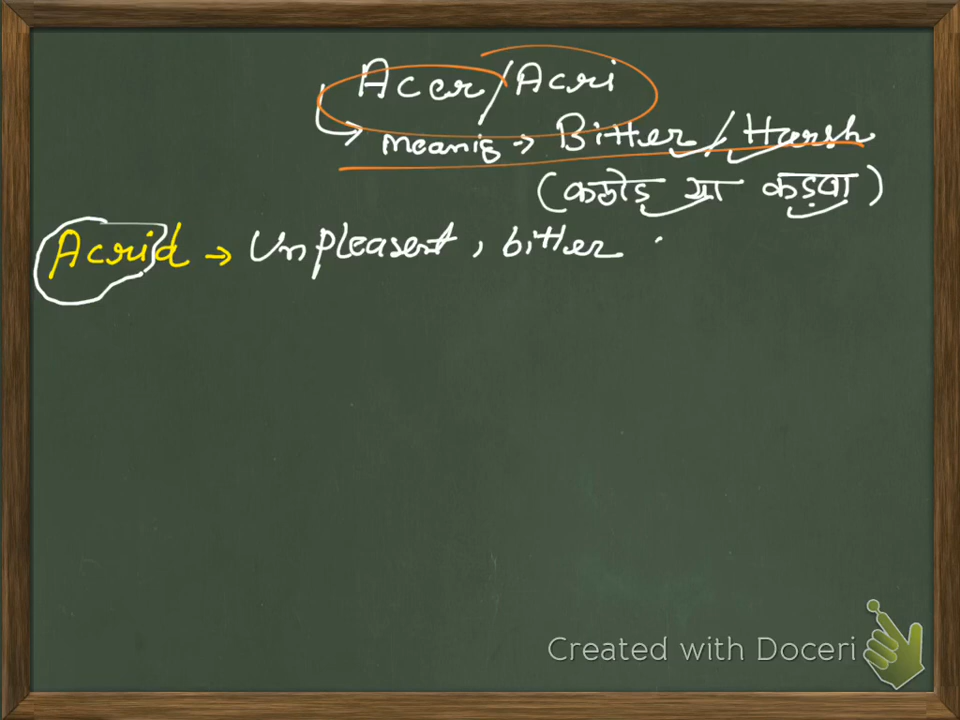 Acer/Acri
meanig → Bitter/Harsh
(कठोड़ या कड़वा)
Acrid → Unpleasent, bitter
Created with Doceri